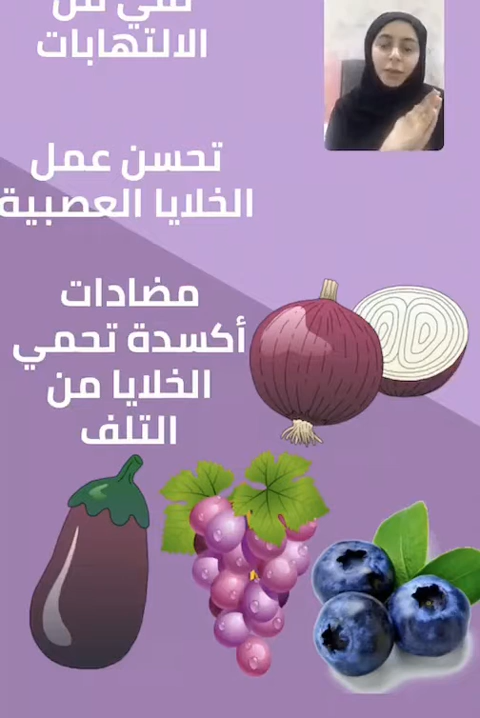 الالتهابات
تحسن عمل
الخلايا العصبية
مضادات
أكسدة تحمي
الخلايا من
التلف